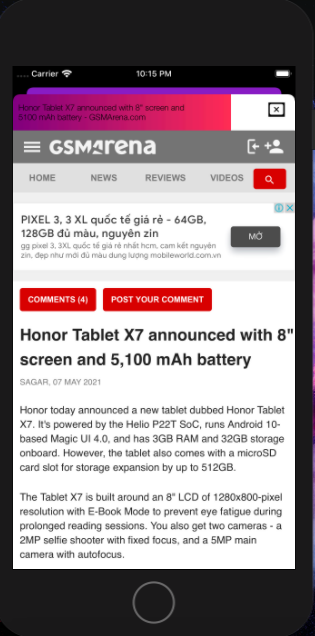 Carrier 10:15 PM
Honor Tablet X7 announced with 8" screen and
5100 mAh battery - GSMArena.com
GSMArena
HOME NEWS REVIEWS VIDEOS
PIXEL 3, 3 XL quốc tế giá rẻ - 64GB,
128GB đủ màu, nguyên zin
gg pixel 3, 3XL quốc tế giá rẻ nhất hcm, cam kết nguyên
zin, đẹp như mới đủ màu dung lượng mobileworld.com.vn
MỞ
COMMENTS (4) POST YOUR COMMENT
Honor Tablet X7 announced with 8"
screen and 5,100 mAh battery
SAGAR, 07 MAY 2021
Honor today announced a new tablet dubbed Honor Tablet
X7. It's powered by the Helio P22T SoC, runs Android 10-
based Magic UI 4.0, and has 3GB RAM and 32GB storage
onboard. However, the tablet also comes with a microSD
card slot for storage expansion by up to 512GB.
The Tablet X7 is built around an 8" LCD of 1280x800-pixel
resolution with E-Book Mode to prevent eye fatigue during
prolonged reading sessions. You also get two cameras - a
2MP selfie shooter with fixed focus, and a 5MP main
camera with autofocus.